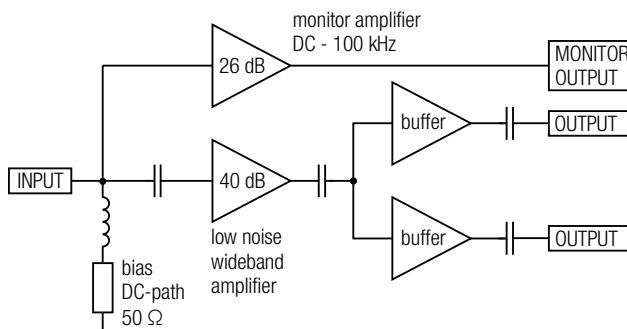 monitor amplifier
DC - 100 kHz
26 dB
MONITOR
OUTPUT
buffer
OUTPUT
INPUT
40 dB
low noise
wideband
amplifier
buffer
OUTPUT
bias
DC-path
50 Ω